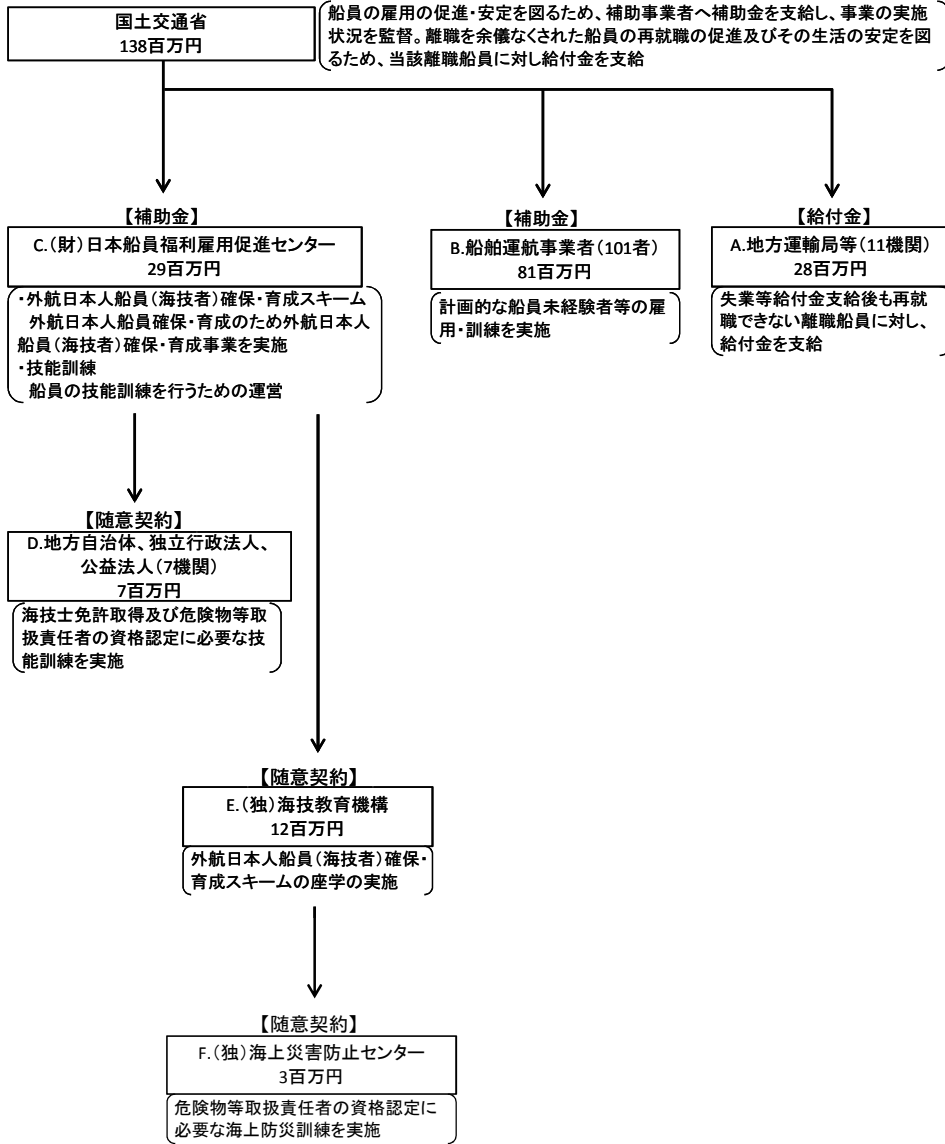 国土交通省
138百万円
船員の雇用の促進・安定を図るため、補助事業者へ補助金を支給し、事業の実施
状況を監督。離職を余儀なくされた船員の再就職の促進及びその生活の安定を図
るため、当該離職船員に対し給付金を支給
【補助金】
C.(財)日本船員福利雇用促進センター
29百万円
・外航日本人船員(海技者)確保・育成スキーム
外航日本人船員確保・育成のため外航日本人
船員(海技者)確保・育成事業を実施
・技能訓練
船員の技能訓練を行うための運営
【補助金】
B.船舶運航事業者(101者)
81百万円
計画的な船員未経験者等の雇
用・訓練を実施
【給付金】
A.地方運輸局等(11機関)
28百万円
失業等給付金支給後も再就
職できない離職船員に対し、
給付金を支給
【随意契約】
D.地方自治体、独立行政法人、
公益法人(7機関)
7百万円
海技士免許取得及び危険物等取
扱責任者の資格認定に必要な技
能訓練を実施
【随意契約】
E.(独)海技教育機構
12百万円
外航日本人船員(海技者)確保・
育成スキームの座学の実施
【随意契約】
F.(独)海上災害防止センター
3百万円
危険物等取扱責任者の資格認定に
必要な海上防災訓練を実施